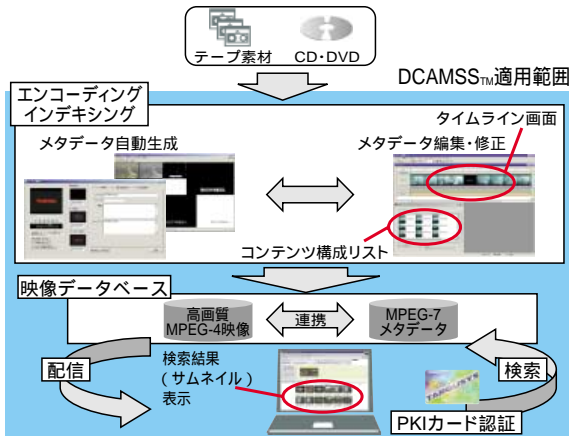 テープ素材
CD・DVD
DCAMSS™適用範囲
エンコーディング
インデキシング
タイムライン画面
メタデータ自動生成
メタデータ編集・修正
コンテンツ構成リスト
映像データベース
高画質
MPEG-4映像
連携
MPEG-7
メタデータ
配信
検索結果
(サムネイル)
表示
検索
PKIカード認証